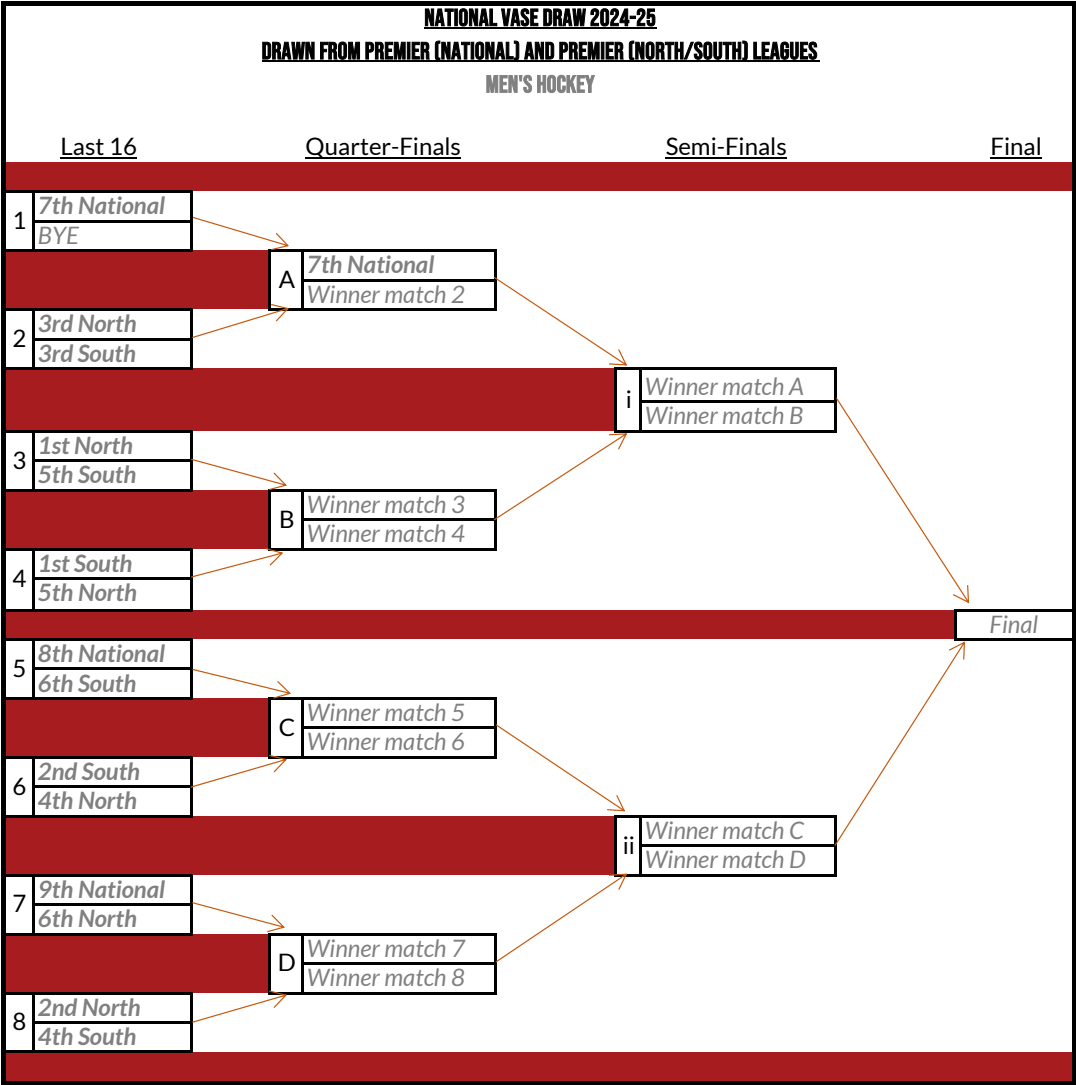 NATIONAL VASE DRAW 2024-25
DRAWN FROM PREMIER (NATIONAL) AND PREMIER (NORTH/SOUTH) LEAGUES
MEN'S HOCKEY
Last 16 Quarter-Finals Semi-Finals Final
1
7th National
BYE
A
7th National
Winner match 2
2
3rd North
3rd South
i
Winner match A
Winner match B
3
1st North
5th South
B
Winner match 3
Winner match 4
4
1st South
5th North
Final
5
8th National
6th South
C
Winner match 5
Winner match 6
6
2nd South
4th North
ii
Winner match C
Winner match D
7
9th National
6th North
D
Winner match 7
Winner match 8
8
2nd North
4th South